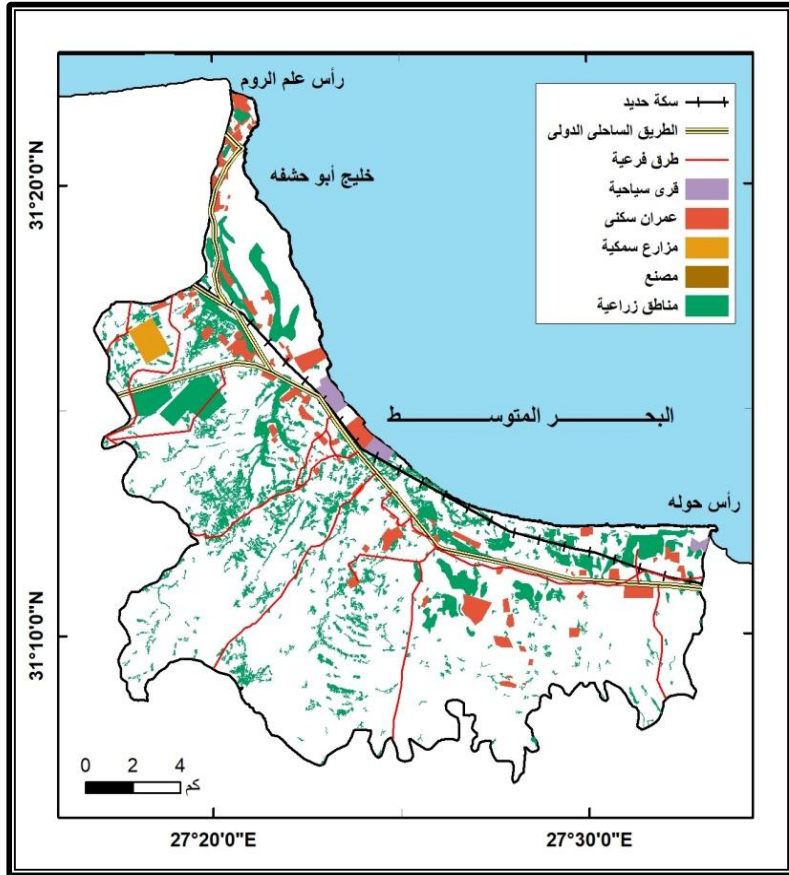 رأس علم الروم
سكة حديد
الطريق الساحلى الدولى
طرق فرعية
قرى سياحية
عمران سكنى
مزارع سمكية
مصنع
مناطق زراعية
خليج أبو حشفه
31°20'0"N
البحـــــر المتوســـــط
رأس حوله
31°10'0"N
0 2 4
كم
27°20'0"E 27°30'0"E